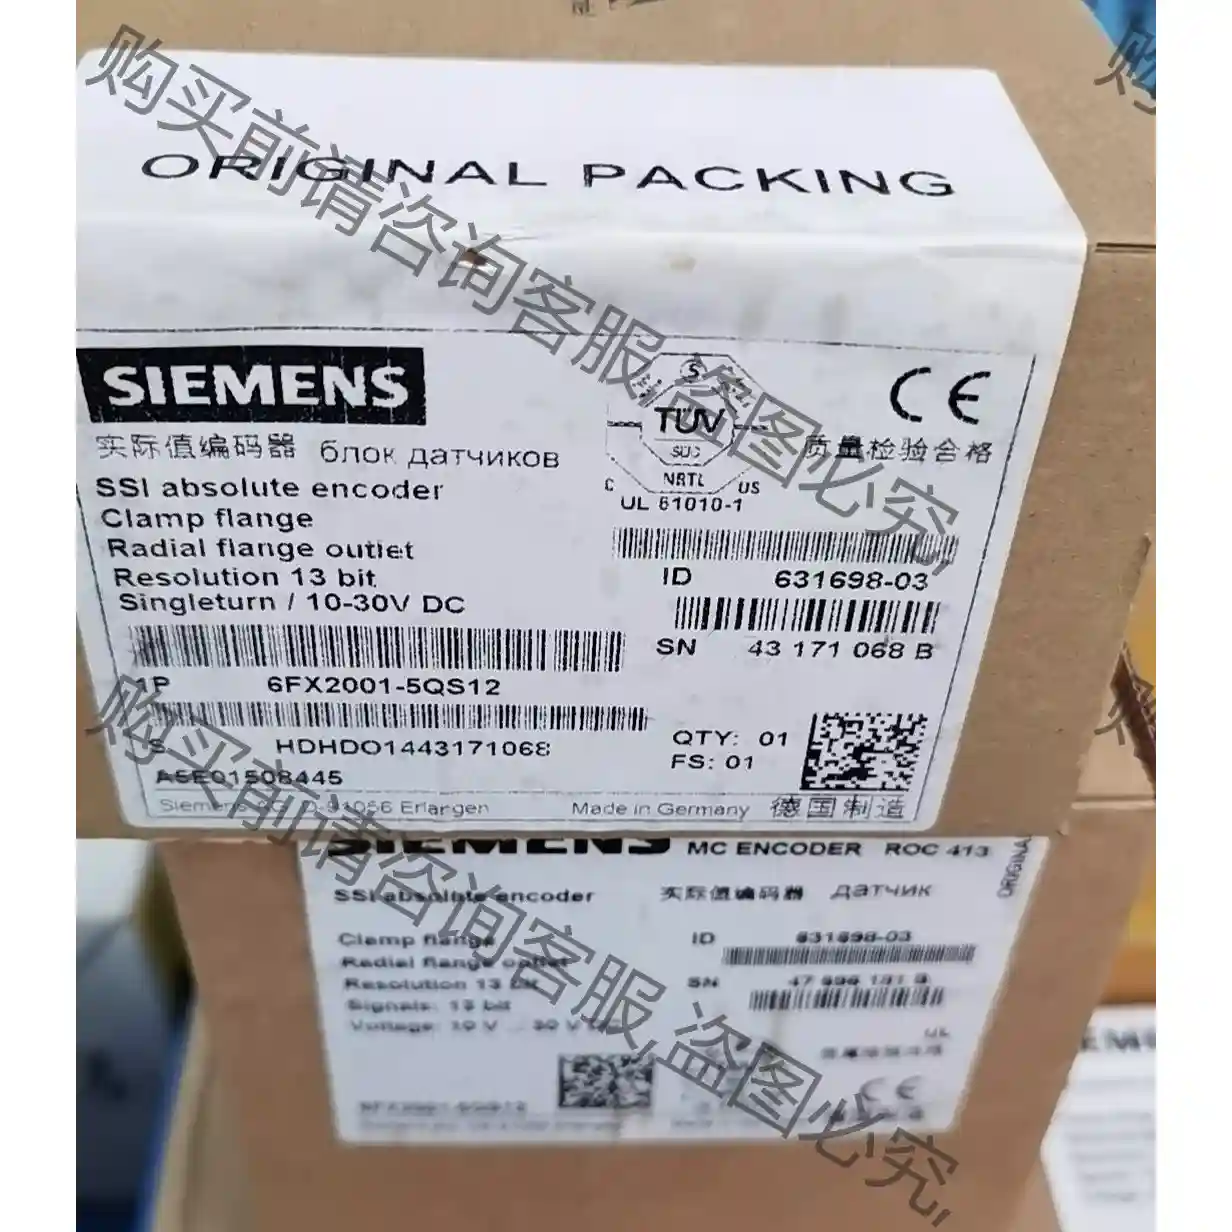 购买前请咨询客服,盗图必究,
ORIGINAL PACKING
SIEMENS
实际值编码器 блок датчиков
SSI absolute encoder
Clamp flange
Radial flange outlet
Resolution 13 bit
Singleturn / 10-30V DC
S
TÜV
SÜD
NRTL
C US
UL 61010-1
CE
质量检验合格
ID 631698-03
SN 43 171 068 B
1P 6FX2001-5QS12
S HDHDO1443171068
A5E01508445
QTY: 01
FS: 01
Siemens AG, D-91056 Erlangen
Made in Germany 德国制造
购买前请咨询客服,盗图必究,
SIEMENS MC ENCODER ROC 413
ORIGINA
SSI absolute encoder 实际值编码器 датчик
Clamp flange
Radial flange outlet
Resolution 13 bit
Signals: 13 bit
Voltage: 10 V
ID 631698-03
SN
UL
CE